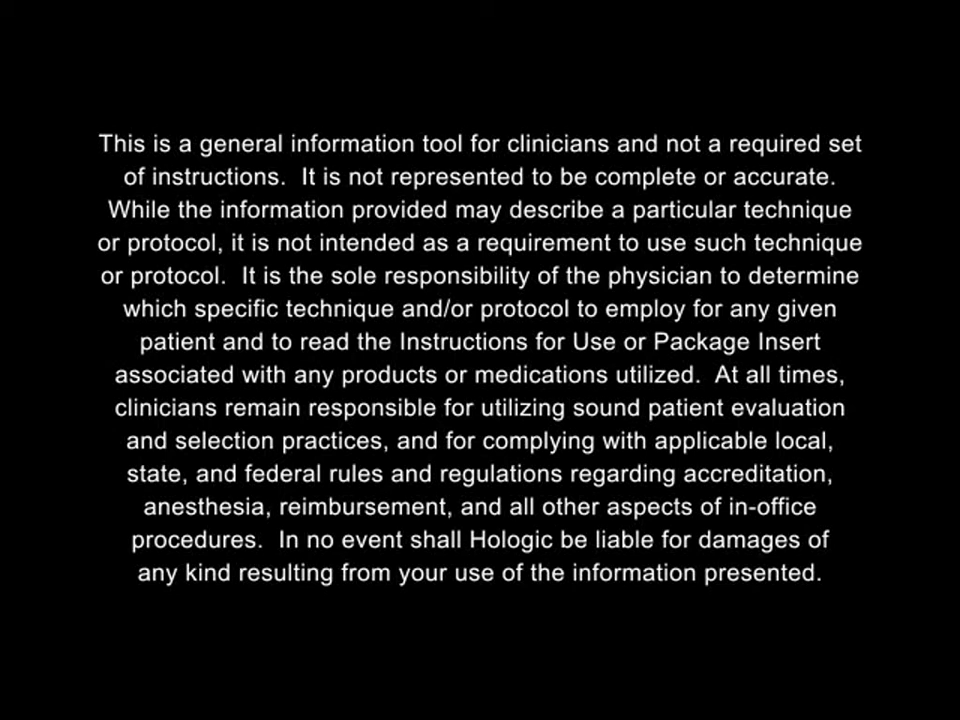 This is a general information tool for clinicians and not a required set
of instructions.  It is not represented to be complete or accurate.
While the information provided may describe a particular technique
or protocol, it is not intended as a requirement to use such technique
or protocol.  It is the sole responsibility of the physician to determine
which specific technique and/or protocol to employ for any given
patient and to read the Instructions for Use or Package Insert
associated with any products or medications utilized.  At all times,
clinicians remain responsible for utilizing sound patient evaluation
and selection practices, and for complying with applicable local,
state, and federal rules and regulations regarding accreditation,
anesthesia, reimbursement, and all other aspects of in-office
procedures.  In no event shall Hologic be liable for damages of
any kind resulting from your use of the information presented.